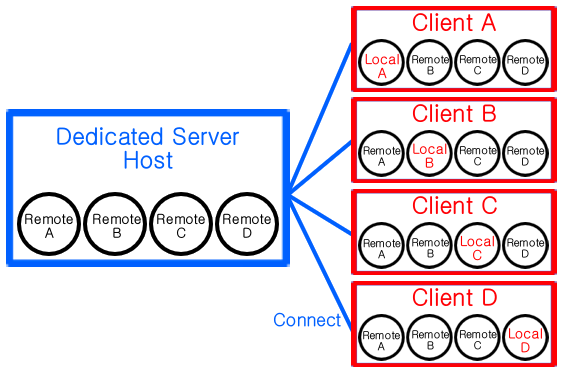 Dedicated Server
Host
Remote
A
Remote
B
Remote
C
Remote
D
Connect
Client A
Local
A
Remote
B
Remote
C
Remote
D
Client B
Remote
A
Local
B
Remote
C
Remote
D
Client C
Remote
A
Remote
B
Local
C
Remote
D
Client D
Remote
A
Remote
B
Remote
C
Local
D